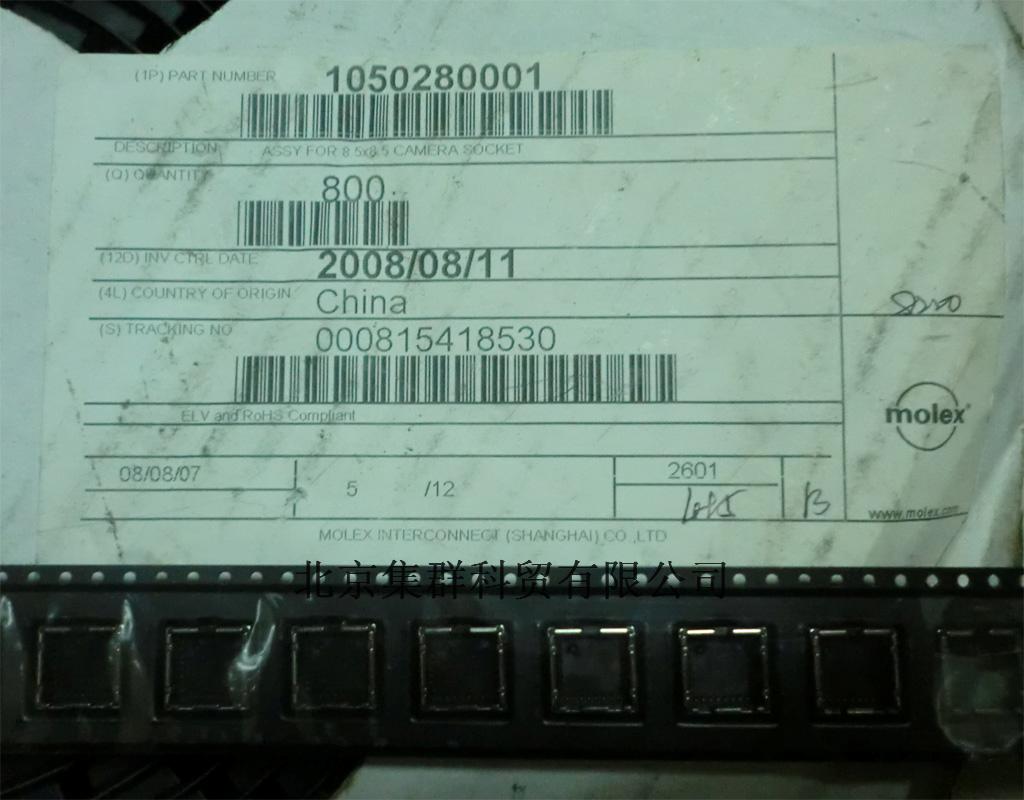 (1P) PART NUMBER 1050280001
DESCRIPTION ASSY FOR 8.5x8.5 CAMERA SOCKET
(Q) QUANTITY 800
(12D) INV CTRL DATE 2008/08/11
(4L) COUNTRY OF ORIGIN China
(S) TRACKING NO 000815418530
ELV and RoHS Compliant
molex
08/08/07 5 /12 2601
B
www.molex.com
MOLEX INTERCONNECT (SHANGHAI) CO.,LTD
北京集群科贸有限公司